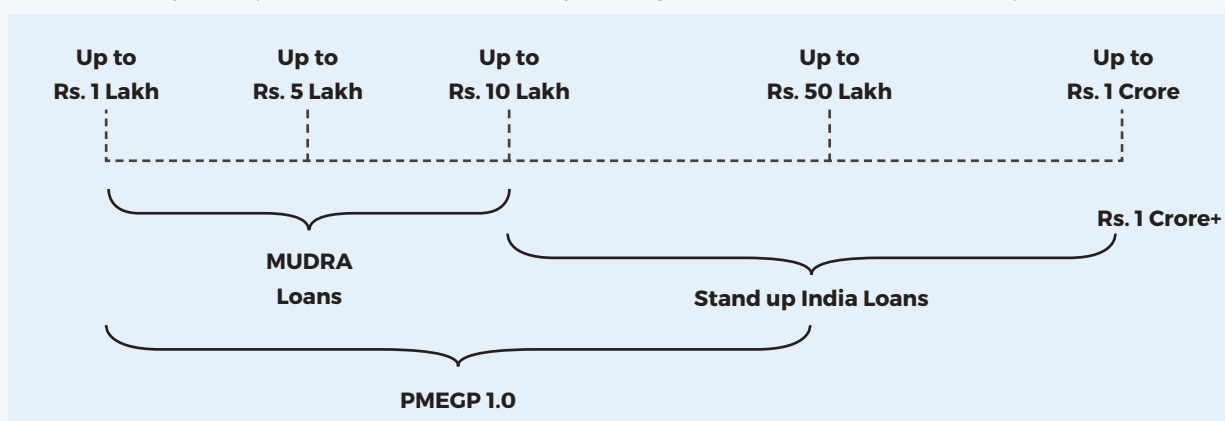 Up to
Rs. 1 Lakh
Up to
Rs. 5 Lakh
Up to
Rs. 10 Lakh
Up to
Rs. 50 Lakh
Up to
Rs. 1 Crore
Rs. 1 Crore+
MUDRA
Loans
Stand up India Loans
PMEGP 1.0